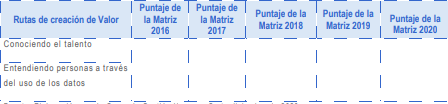 Rutas de creación de Valor
Puntaje de
la Matriz
2016
Puntaje de
la Matriz
2017
Puntaje de la
Matriz 2018
Puntaje de la
Matriz 2019
Puntaje de la
Matriz 2020
Conociendo el talento
Entendiendo personas a través
del uso de los datos